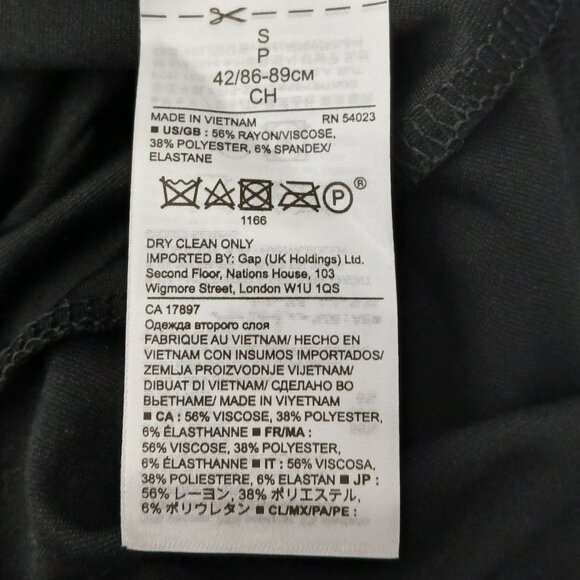 S
P
42/86-89CM
CH
MADE IN VIETNAM RN 54023
■ US/GB : 56% RAYON/VISCOSE,
38% POLYESTER, 6% SPANDEX/
ELASTANE
P ®
1166
DRY CLEAN ONLY
IMPORTED BY: Gap (UK Holdings) Ltd.
Second Floor, Nations House, 103
Wigmore Street, London W1U 1QS
CA 17897
Одежда второго слоя
FABRIQUE AU VIETNAM/ HECHO EN
VIETNAM CON INSUMOS IMPORTADOS/
ZEMLJA PROIZVODNJE VIJETNAM/
DIBUAT DI VIETNAM/ СДЕЛАНО ВО
ВЬЕТНАМЕ/ MADE IN VIYETNAM
■ CA : 56% VISCOSE, 38% POLYESTER,
6% ÉLASTHANNE ■ FR/MA :
56% VISCOSE, 38% POLYESTER,
6% ÉLASTHANNE ■ IT : 56% VISCOSA,
38% POLIESTERE, 6% ELASTAN ■ JP :
56% レーヨン, 38% ポリエステル,
6% ポリウレタン ■ CL/MX/PA/PE :